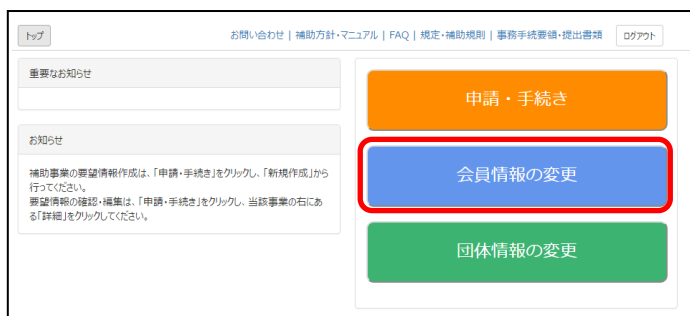 トップ
お問い合わせ | 補助方針・マニュアル | FAQ | 規定・補助規則 | 事務手続要領・提出書類
ログアウト
重要なお知らせ
お知らせ
補助事業の要望情報作成は、「申請・手続き」をクリックし、「新規作成」から
行ってください。
要望情報の確認・編集は、「申請・手続き」をクリックし、当該事業の右にあ
る「詳細」をクリックしてください。
申請・手続き
会員情報の変更
団体情報の変更